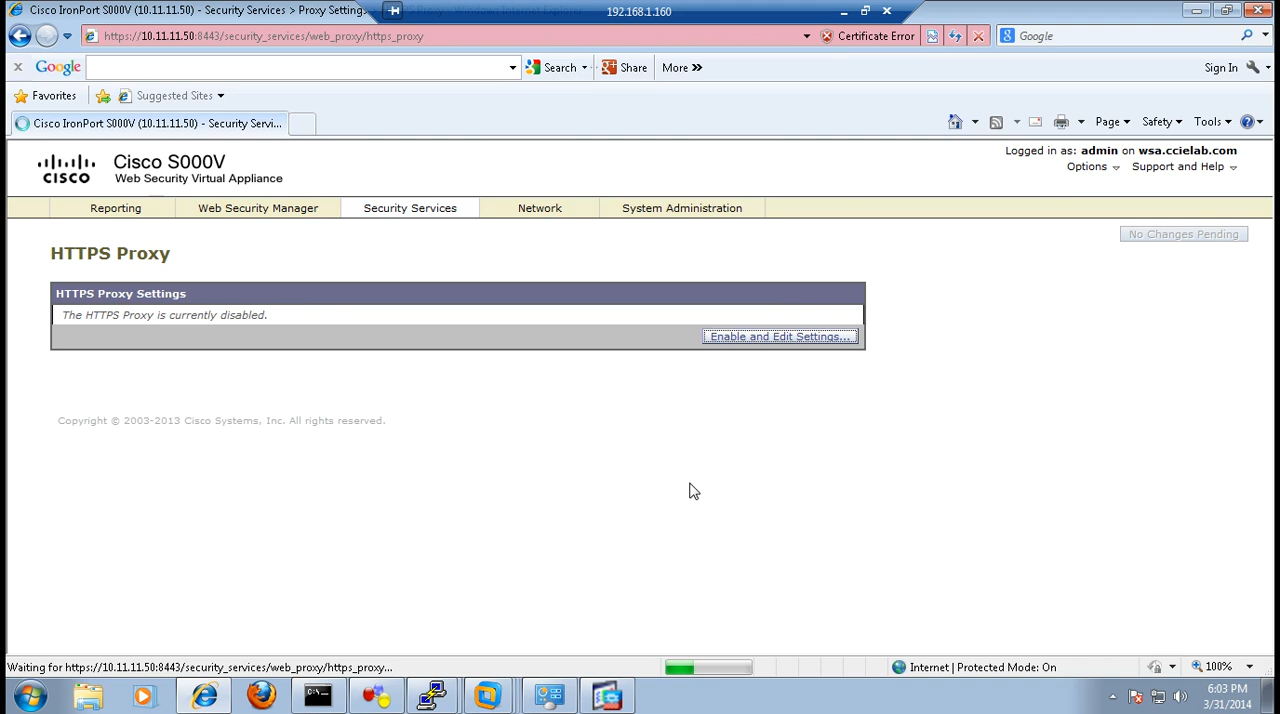 Cisco IronPort S000V (10.11.11.50) - Security Services > Proxy Setting
192.168.1.160
https://10.11.11.50:8443/security_services/web_proxy/https_proxy
Certificate Error
Google
Google
Search
Share
More »
Sign In
Favorites
Suggested Sites
Cisco IronPort S000V (10.11.11.50) - Security Servi...
Page
Safety
Tools
CISCO
Cisco S000V
Web Security Virtual Appliance
Logged in as: admin on wsa.ccielab.com
Options
Support and Help
Reporting
Web Security Manager
Security Services
Network
System Administration
No Changes Pending
HTTPS Proxy
HTTPS Proxy Settings
The HTTPS Proxy is currently disabled.
Enable and Edit Settings...
Copyright © 2003-2013 Cisco Systems, Inc. All rights reserved.
Waiting for https://10.11.11.50:8443/security_services/web_proxy/https_proxy...
Internet | Protected Mode: On
100%
6:03 PM
3/31/2014